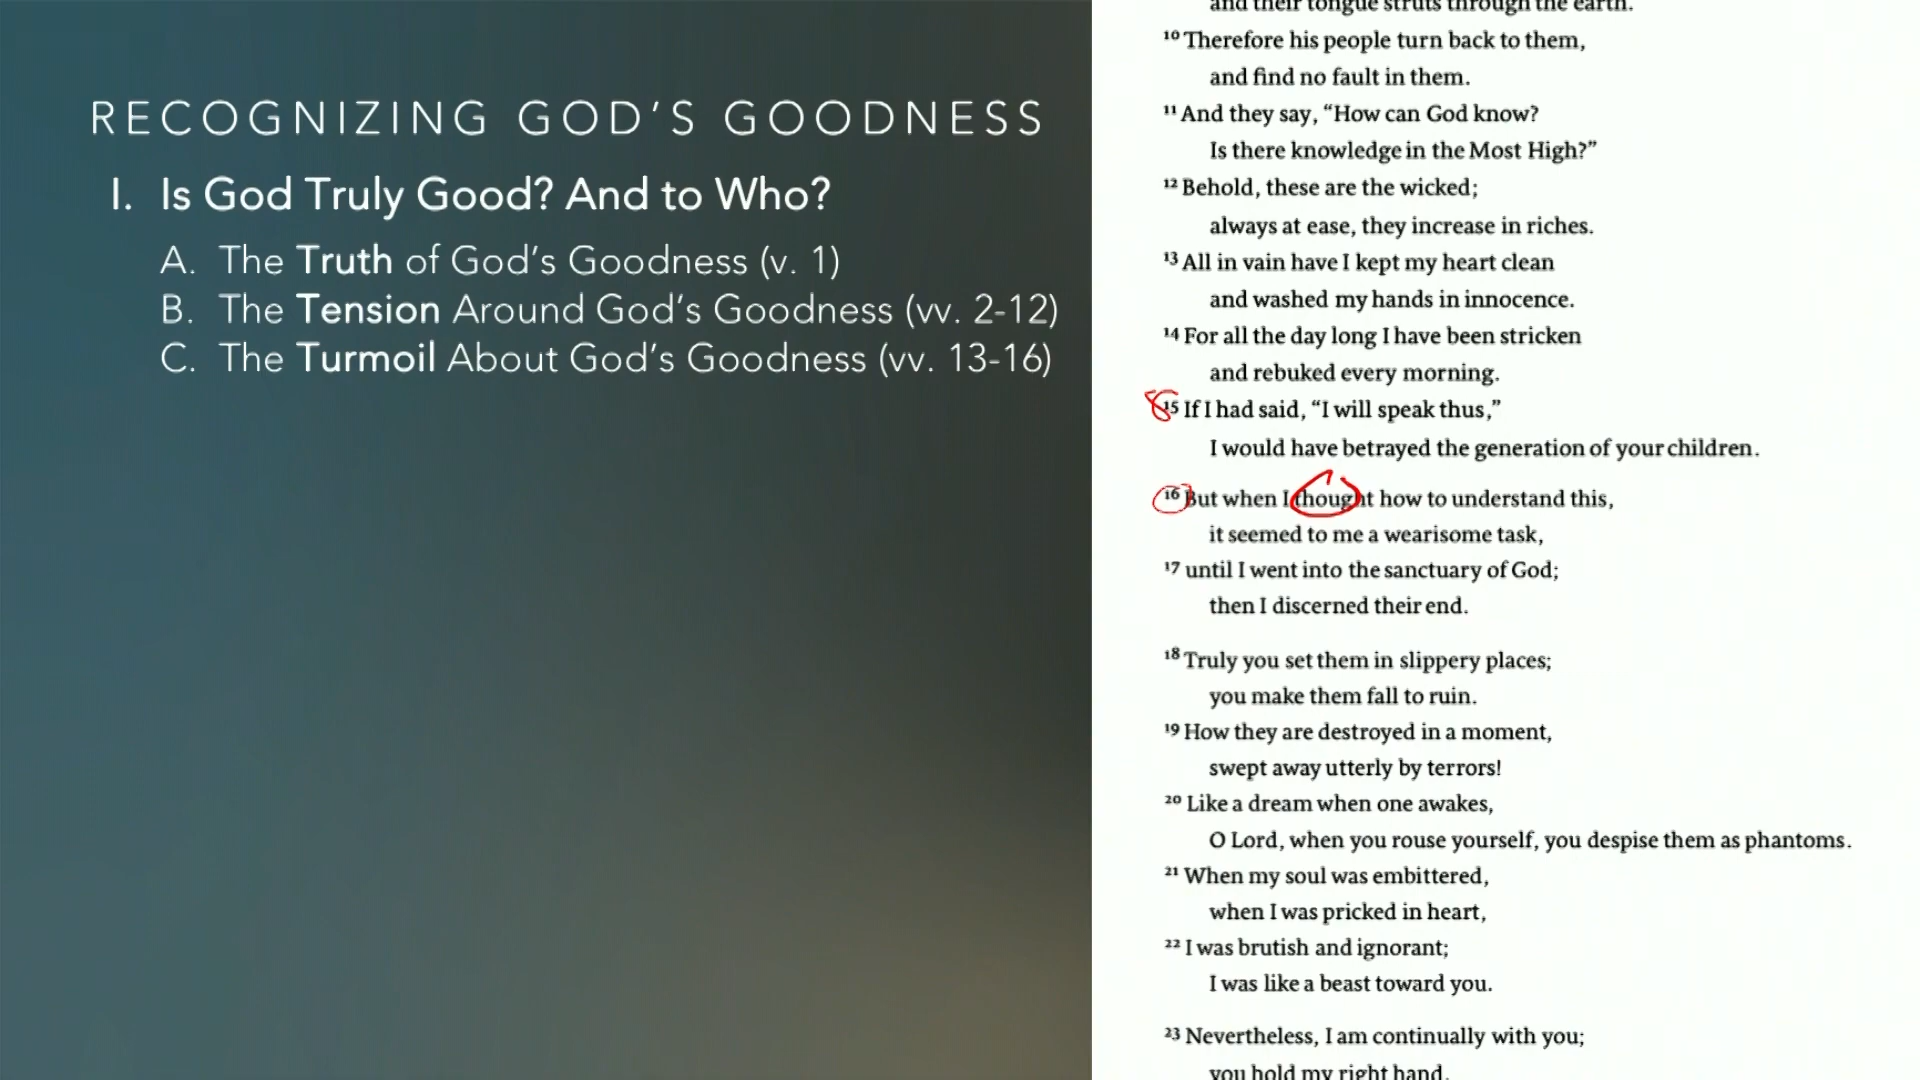 RECOGNIZING GOD'S GOODNESS
I. Is God Truly Good? And to Who?
A. The Truth of God's Goodness (v. 1)
B. The Tension Around God's Goodness (vv. 2-12)
C. The Turmoil About God's Goodness (vv. 13-16)
and their tongue struts through the earth.
10 Therefore his people turn back to them,
and find no fault in them.
11 And they say, “How can God know?
Is there knowledge in the Most High?”
12 Behold, these are the wicked;
always at ease, they increase in riches.
13 All in vain have I kept my heart clean
and washed my hands in innocence.
14 For all the day long I have been stricken
and rebuked every morning.
15 If I had said, “I will speak thus,”
I would have betrayed the generation of your children.
16 But when I thought how to understand this,
it seemed to me a wearisome task,
17 until I went into the sanctuary of God;
then I discerned their end.
18 Truly you set them in slippery places;
you make them fall to ruin.
19 How they are destroyed in a moment,
swept away utterly by terrors!
20 Like a dream when one awakes,
O Lord, when you rouse yourself, you despise them as phantoms.
21 When my soul was embittered,
when I was pricked in heart,
22 I was brutish and ignorant;
I was like a beast toward you.
23 Nevertheless, I am continually with you;
you hold my right hand.